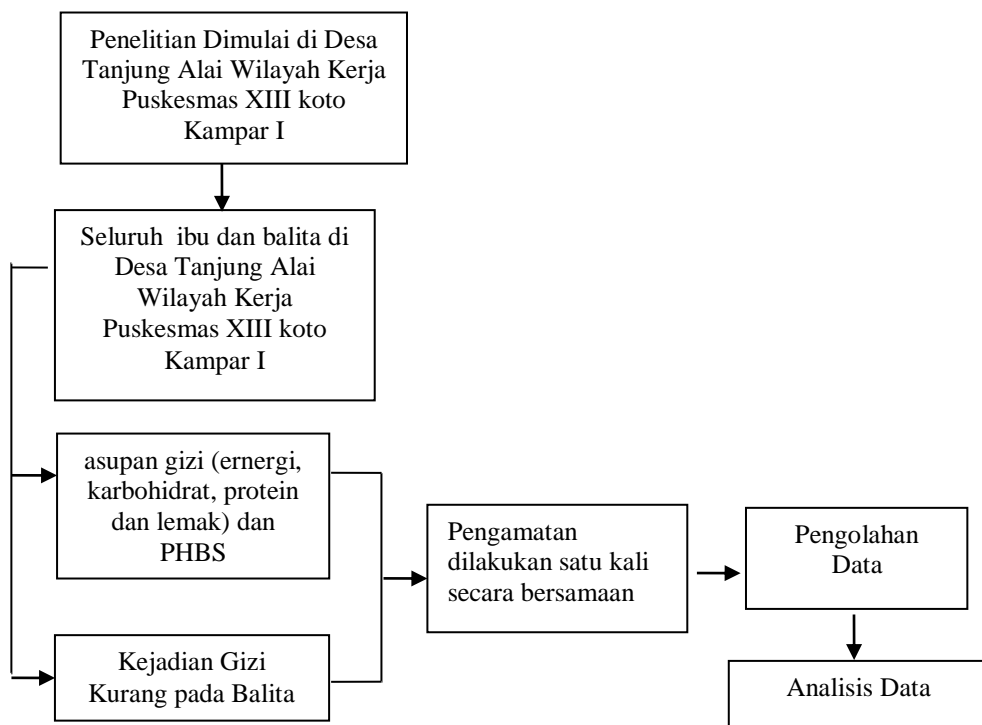 Penelitian Dimulai di Desa
Tanjung Alai Wilayah Kerja
Puskesmas XIII koto
Kampar I
Seluruh ibu dan balita di
Desa Tanjung Alai
Wilayah Kerja
Puskesmas XIII koto
Kampar I
asupan gizi (ernergi,
karbohidrat, protein
dan lemak) dan
PHBS
Kejadian Gizi
Kurang pada Balita
Pengamatan
dilakukan satu kali
secara bersamaan
Pengolahan
Data
Analisis Data